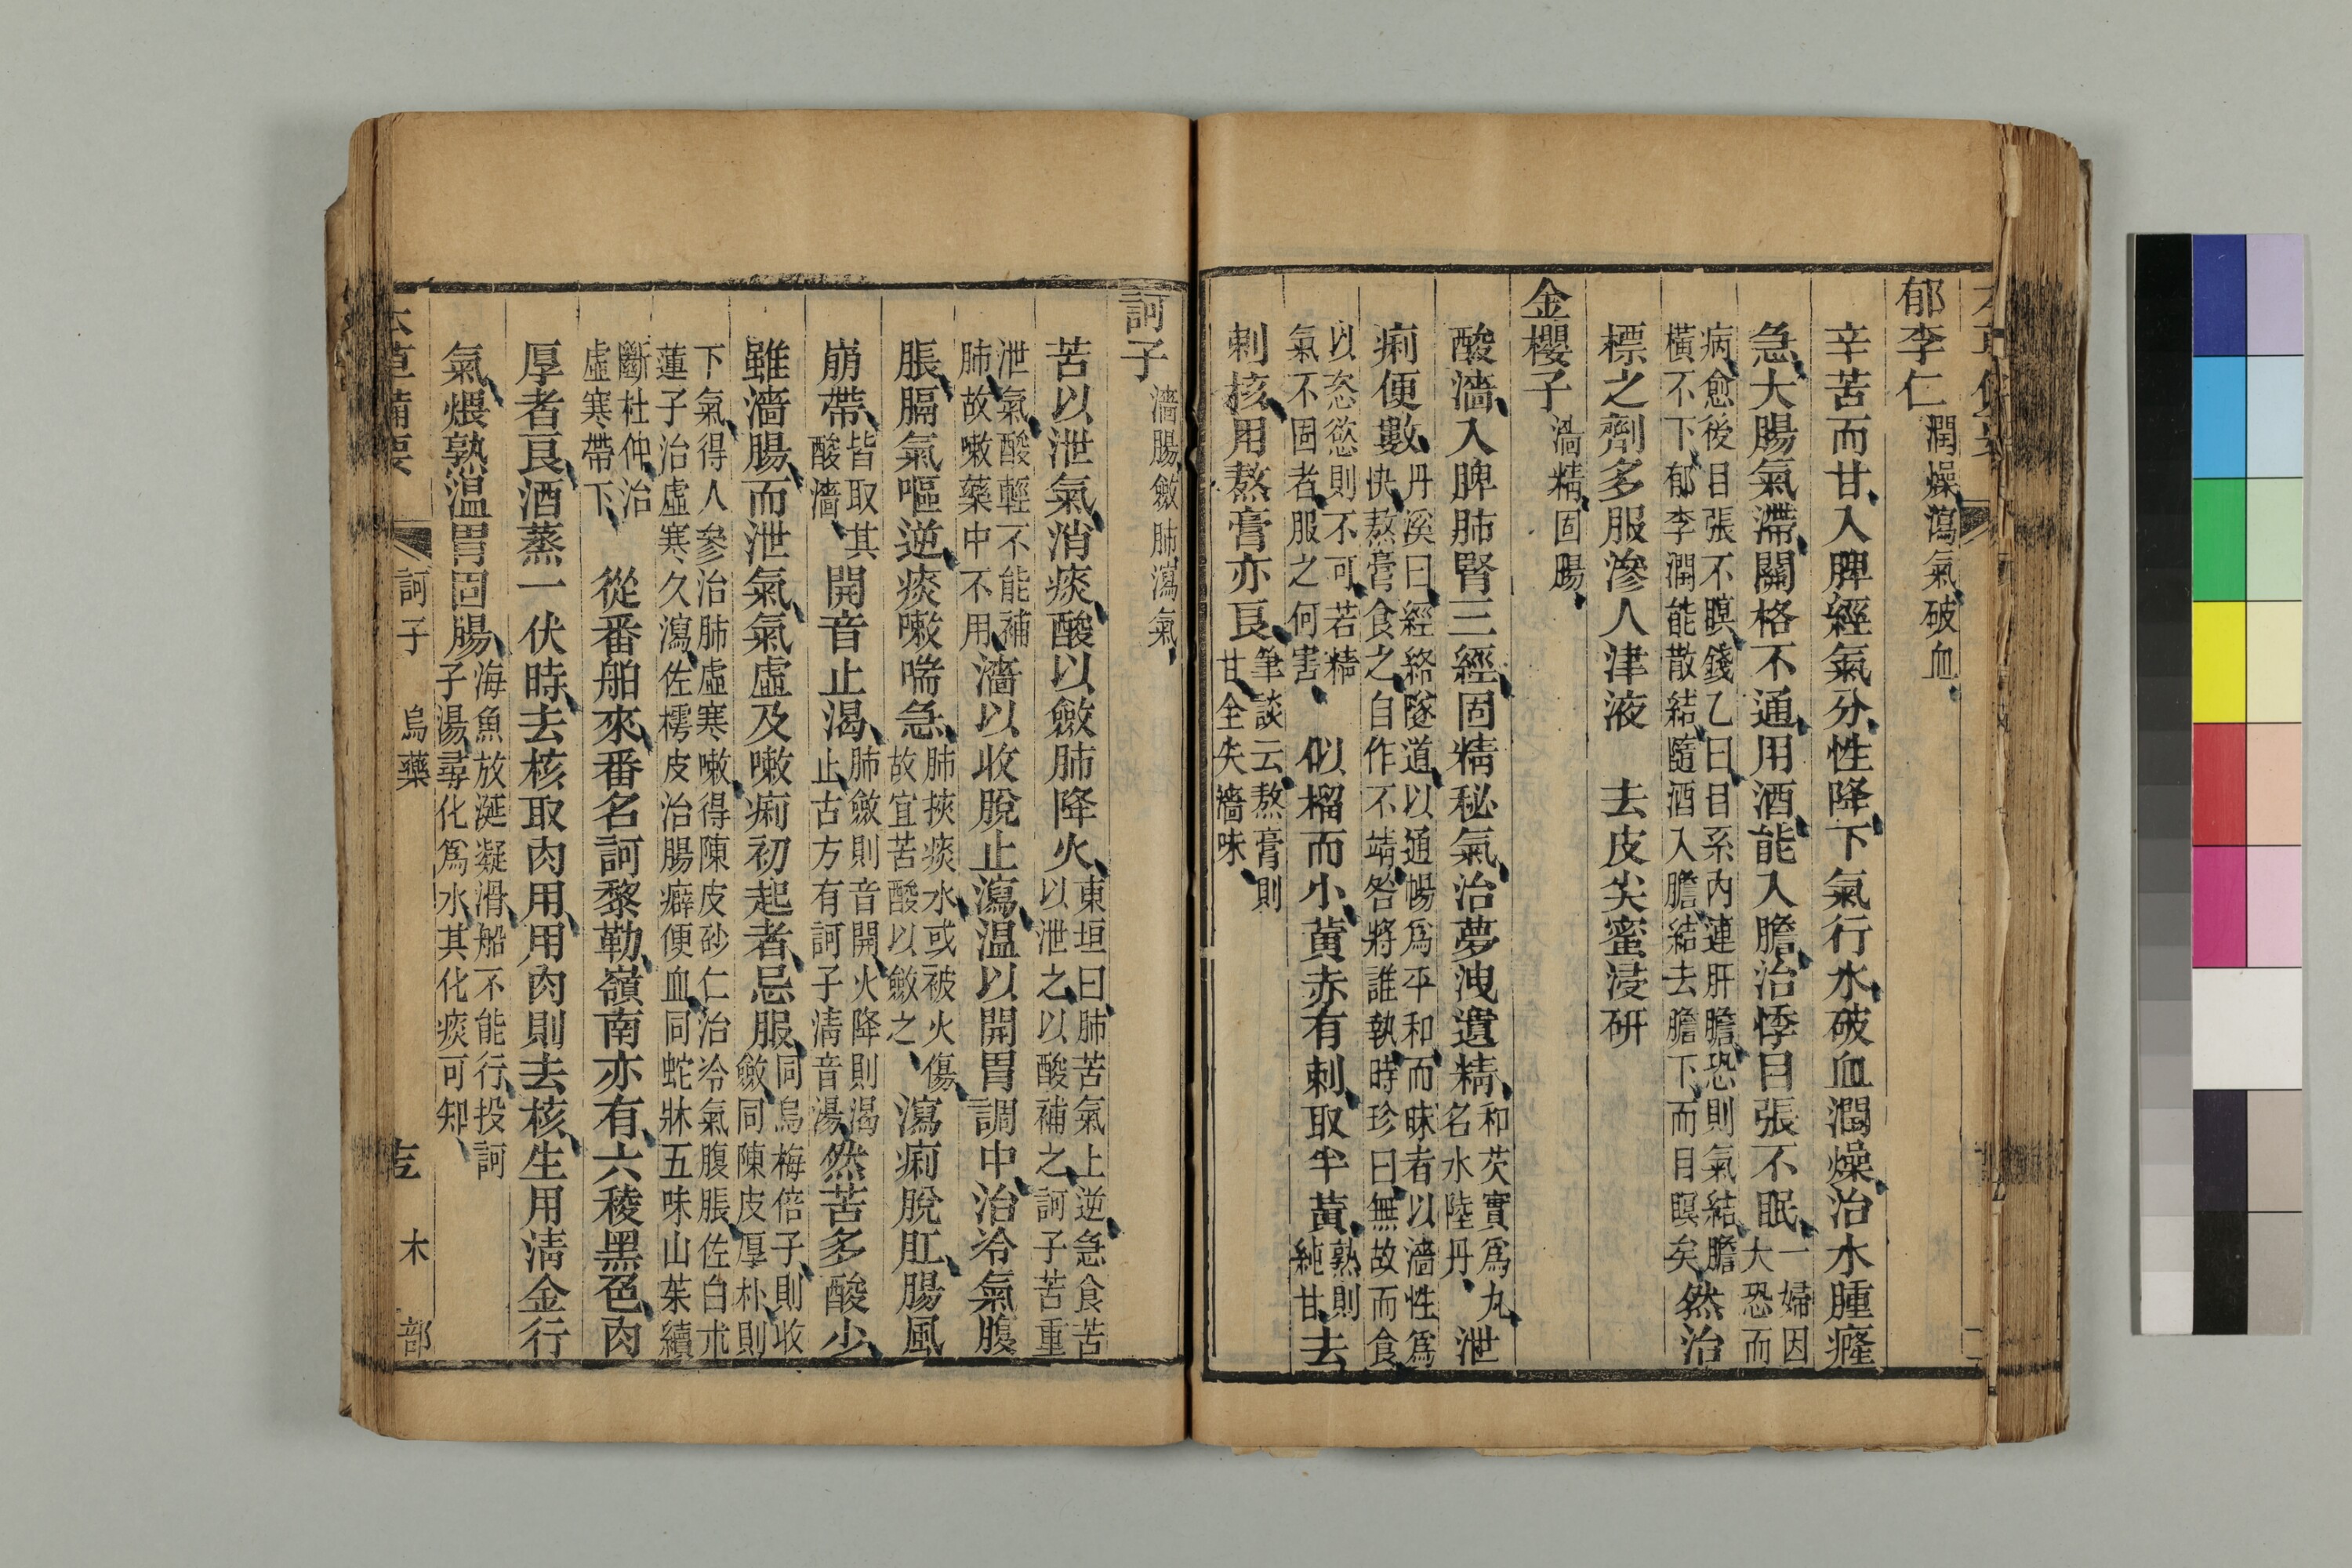 郁李仁 潤燥瀉氣破血
辛苦而甘入脾經氣分性降下氣行水破血潤燥治水腫癃
急大腸氣滯關格不通用酒能入膽治悸目張不眠一婦因大恐而
病愈後目張不瞑錢乙曰目系內連肝膽恐則氣結膽橫不下郁李潤能散結隨酒入膽結去膽下而目瞑矣然治
標之劑多服滲人津液 去皮尖蜜浸研
金櫻子 濇精固腸
酸濇入脾肺腎三經固精秘氣治夢洩遺精和芡實為丸名水陸丹泄
痢便數丹溪曰經絡隧道以通暢為平和而昧者以濇性為快熬膏食之自作不靖咎將誰執時珍曰無故而食
以恣慾則不可若精氣不固者服之何害 似榴而小黃赤有刺取半黃熟則純甘去
刺核用熬膏亦良筆談云熬膏則甘全失濇味
訶子 濇腸斂肺瀉氣
苦以泄氣消痰酸以斂肺降火東垣曰肺苦氣上逆急食苦以泄之以酸補之訶子苦重
泄氣酸輕不能補肺故嗽藥中不用濇以收脫止瀉温以開胃調中治冷氣腹
脹膈氣嘔逆痰嗽喘急肺挾痰水或被火傷故宜苦酸以斂之瀉痢脫肛腸風
崩帶皆取其酸濇開音止渴肺斂則音開火降則渴止古方有訶子清音湯然苦多酸少
雖濇腸而泄氣氣虛及嗽痢初起者忌服同烏梅倍子則收斂同陳皮厚朴則
下氣得人參治肺虛寒嗽得陳皮砂仁治冷氣腹脹佐白朮蓮子治虛寒久瀉佐樗皮治腸癖便血同蛇牀五味山茱續
斷杜仲治虛寒帶下 從番舶來番名訶黎勒嶺南亦有六稜黑色肉
厚者良酒蒸一伏時去核取肉用用肉則去核生用清金行
氣煨熟温胃固腸海魚放涎凝滑船不能行投訶子湯尋化為水其化痰可知
本草備要 訶子 烏藥 木部